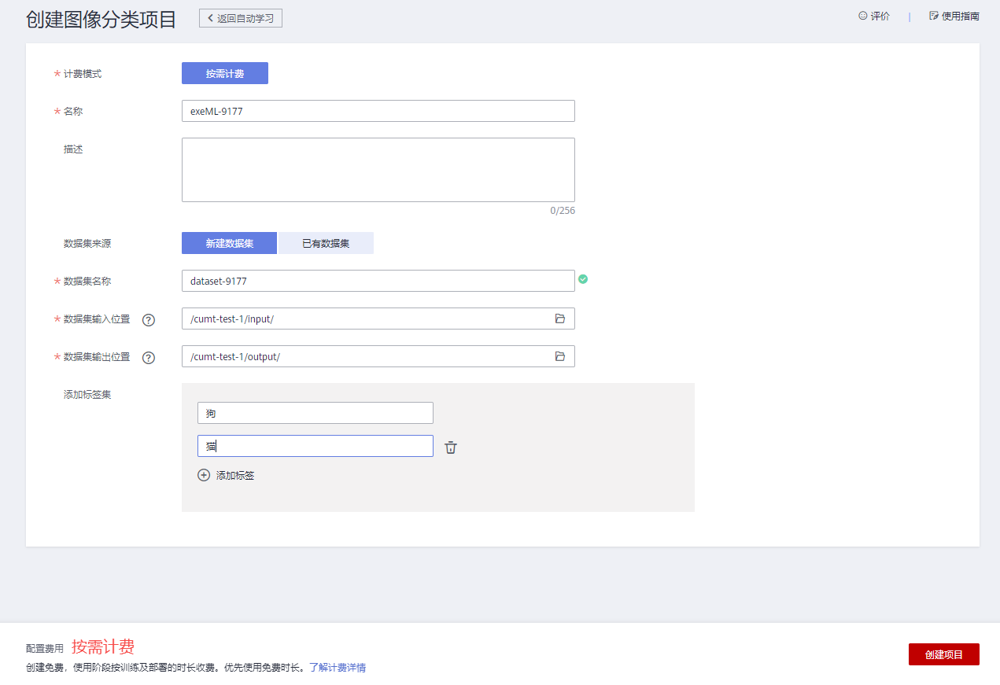 创建图像分类项目
返回自动学习
评价 | 使用指南
* 计费模式
按需计费
* 名称
exeML-9177
描述
0/256
数据集来源
新建数据集
已有数据集
* 数据集名称
dataset-9177
* 数据集输入位置
/cumt-test-1/input/
* 数据集输出位置
/cumt-test-1/output/
添加标签集
狗
猫
添加标签
配置费用 按需计费
创建免费，使用阶段按训练及部署的时长收费。优先使用免费时长。了解计费详情
创建项目